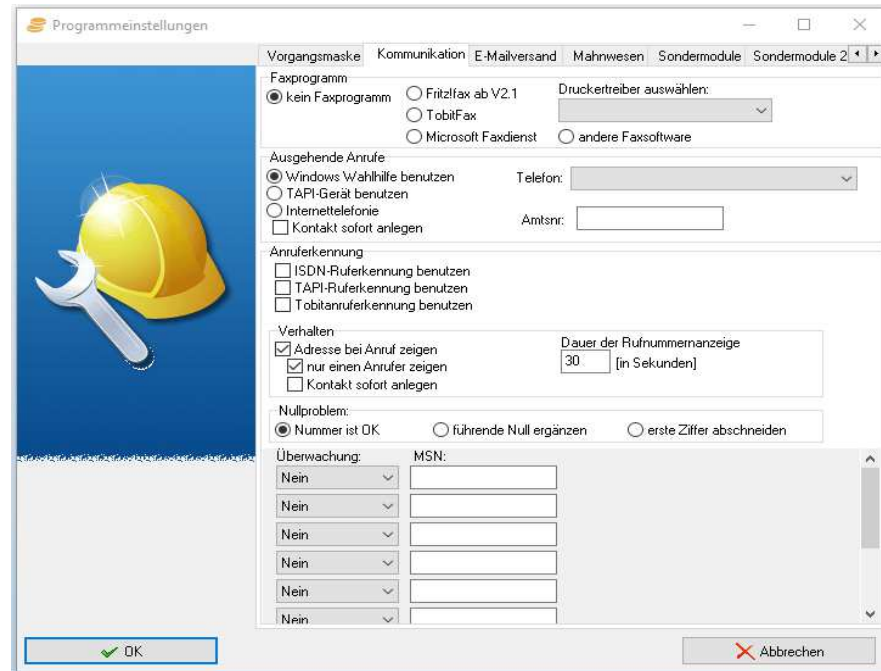 Programmeinstellungen
Vorgangsmaske Kommunikation E-Mailversand Mahnwesen Sondermodule Sondermodule 2
Faxprogramm
kein Faxprogramm Fritz!fax ab V2.1 Druckertreiber auswählen:
TobitFax
Microsoft Faxdienst andere Faxsoftware
Ausgehende Anrufe
Windows Wahlhilfe benutzen Telefon:
TAPI-Gerät benutzen
Internettelefonie
Kontakt sofort anlegen Amtsnr:
Anruferkennung
ISDN-Ruferkennung benutzen
TAPI-Ruferkennung benutzen
Tobitanruferkennung benutzen
Verhalten
Adresse bei Anruf zeigen Dauer der Rufnummernanzeige
nur einen Anrufer zeigen 30 [in Sekunden]
Kontakt sofort anlegen
Nullproblem:
Nummer ist OK führende Null ergänzen erste Ziffer abschneiden
Überwachung: MSN:
Nein
Nein
Nein
Nein
Nein
Nein
OK Abbrechen